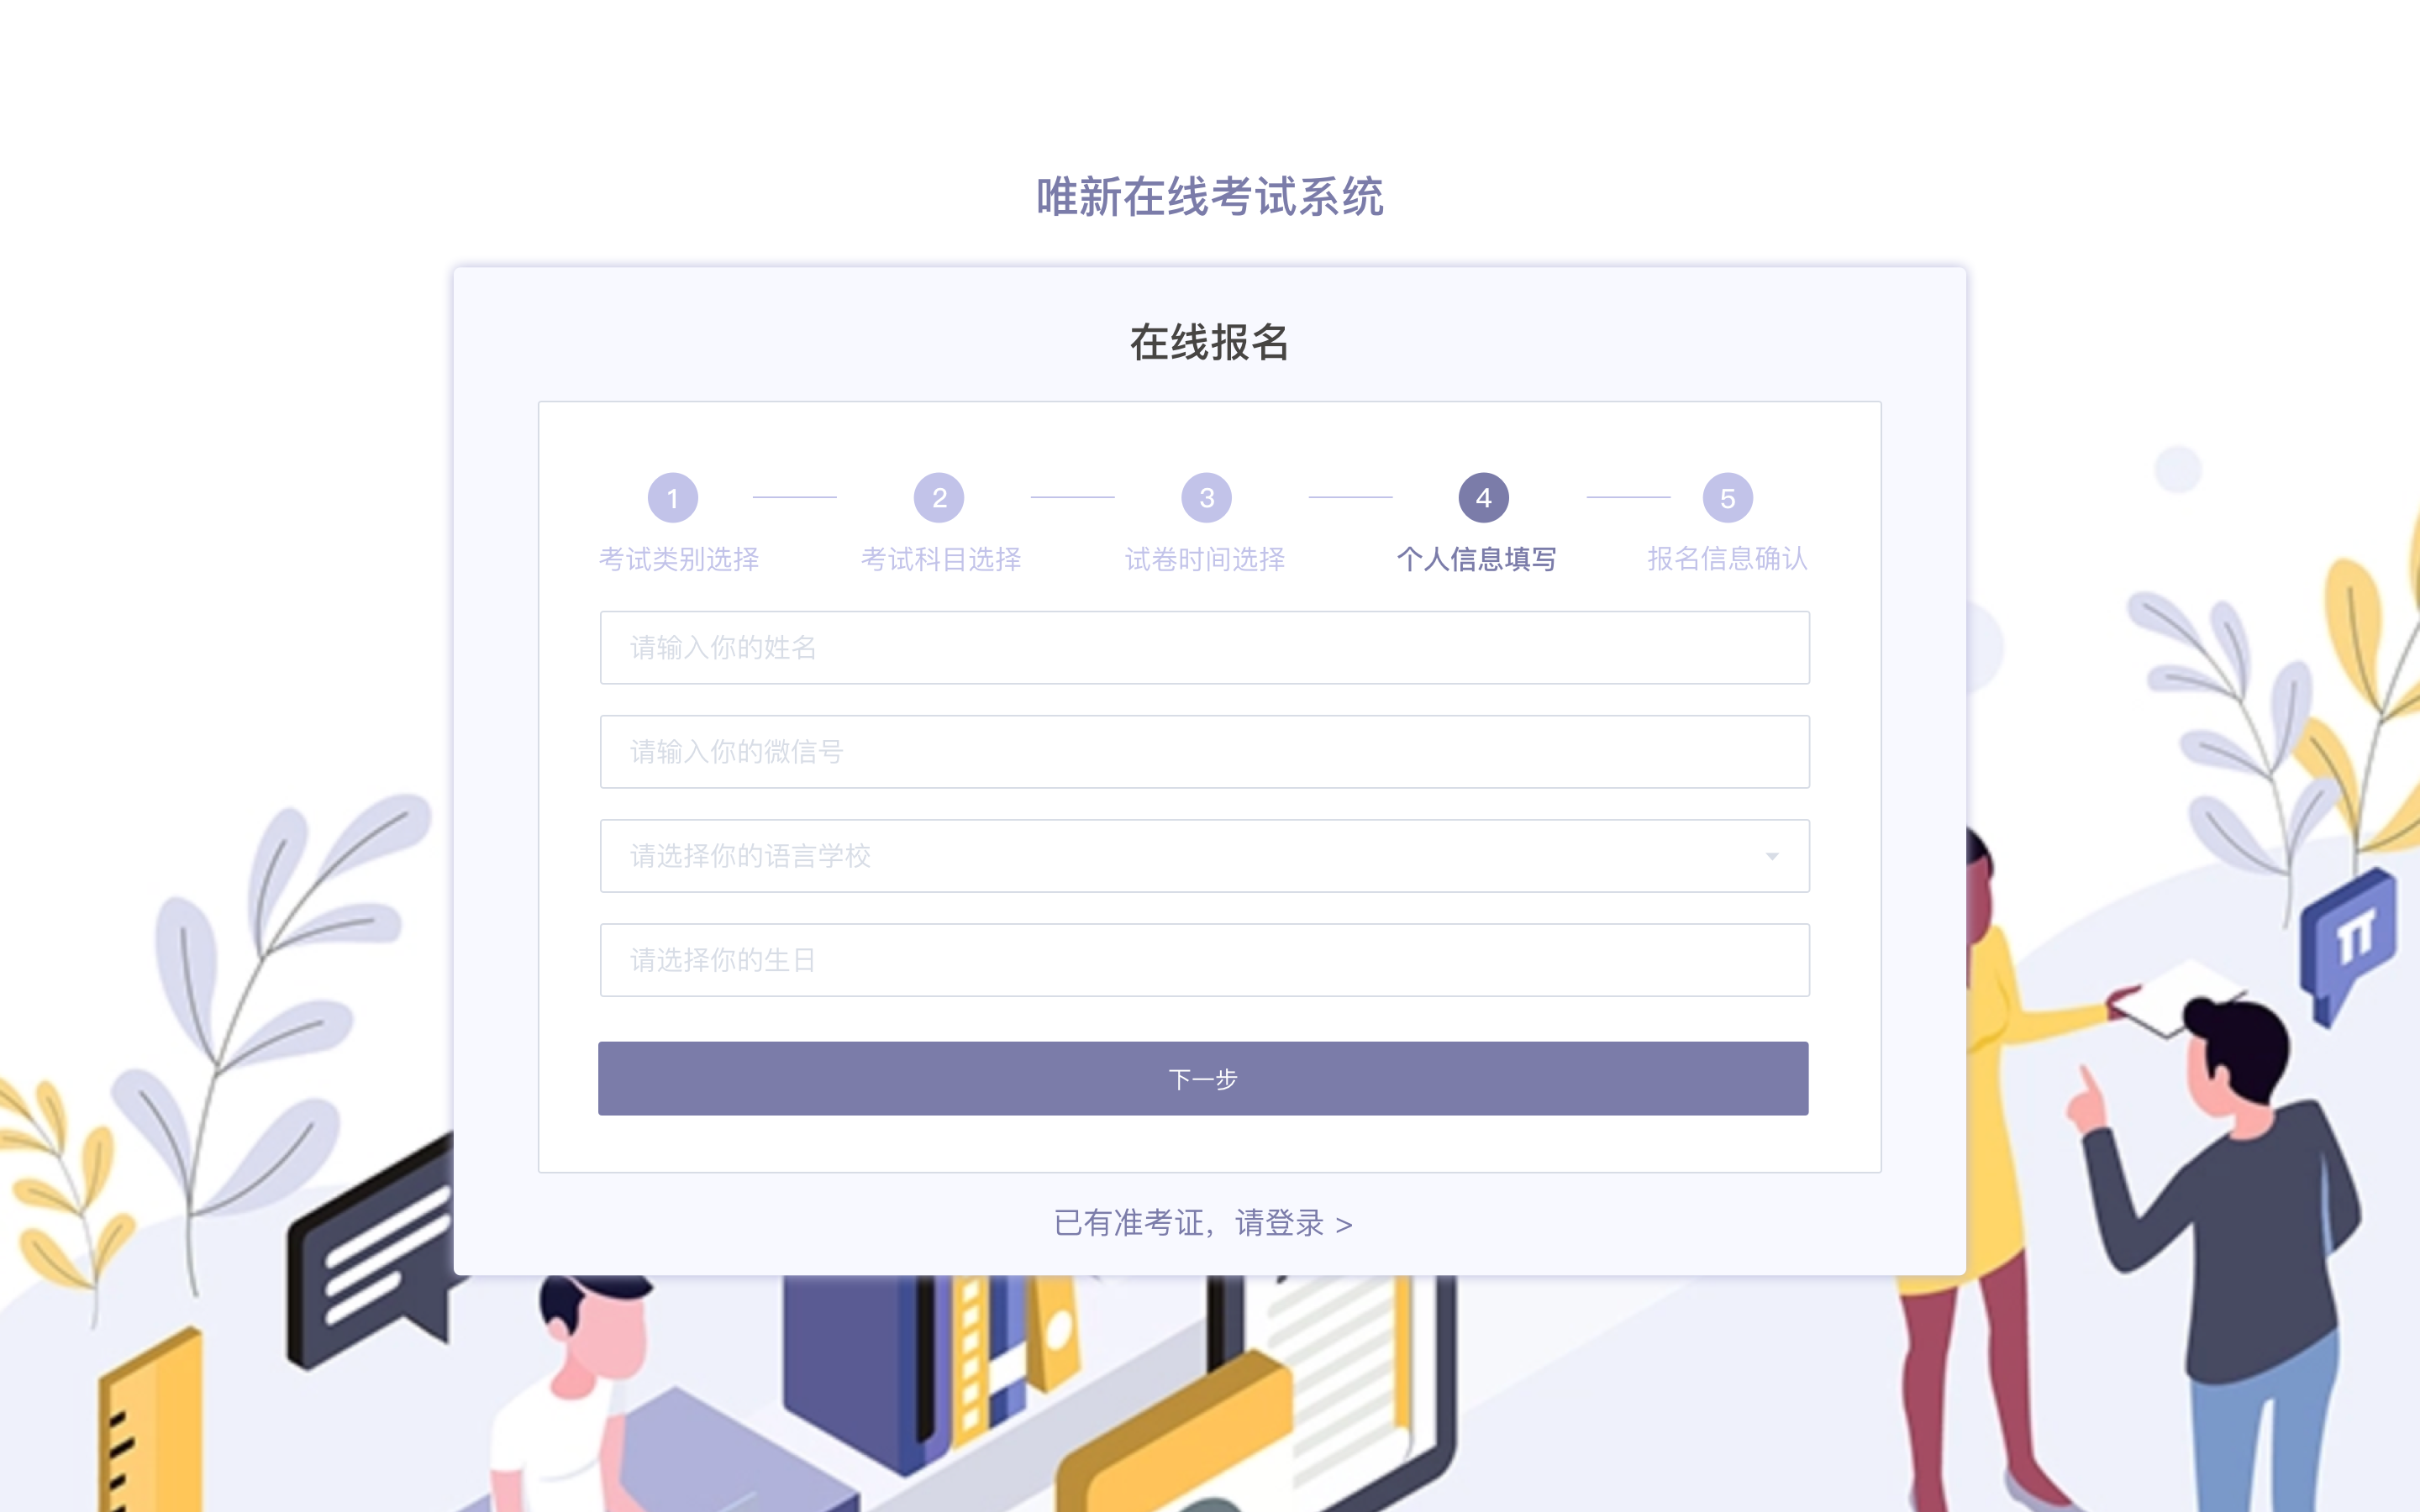 唯新在线考试系统
在线报名
1 2 3 4 5
考试类别选择 考试科目选择 试卷时间选择 个人信息填写 报名信息确认
请输入你的姓名
请输入你的微信号
请选择你的语言学校
请选择你的生日
下一步
已有准考证，请登录 >